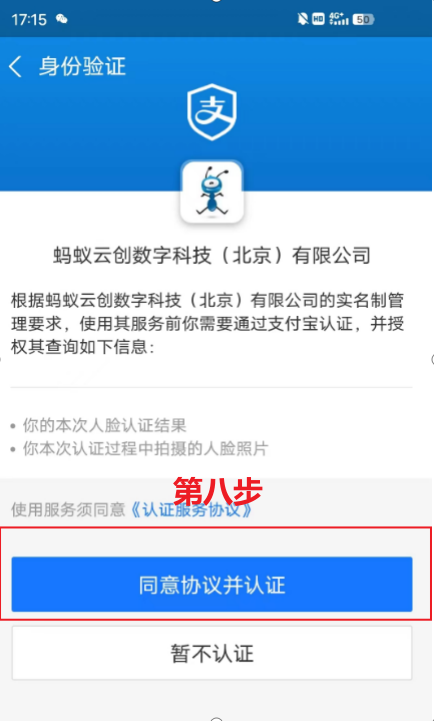 17:15
HD 4G+ 50
身份验证
支
蚂蚁云创数字科技（北京）有限公司
根据蚂蚁云创数字科技（北京）有限公司的实名制管
理要求，使用其服务前你需要通过支付宝认证，并授
权其查询如下信息：
• 你的本次人脸认证结果
• 你本次认证过程中拍摄的人脸照片
第八步
使用服务须同意《认证服务协议》
同意协议并认证
暂不认证